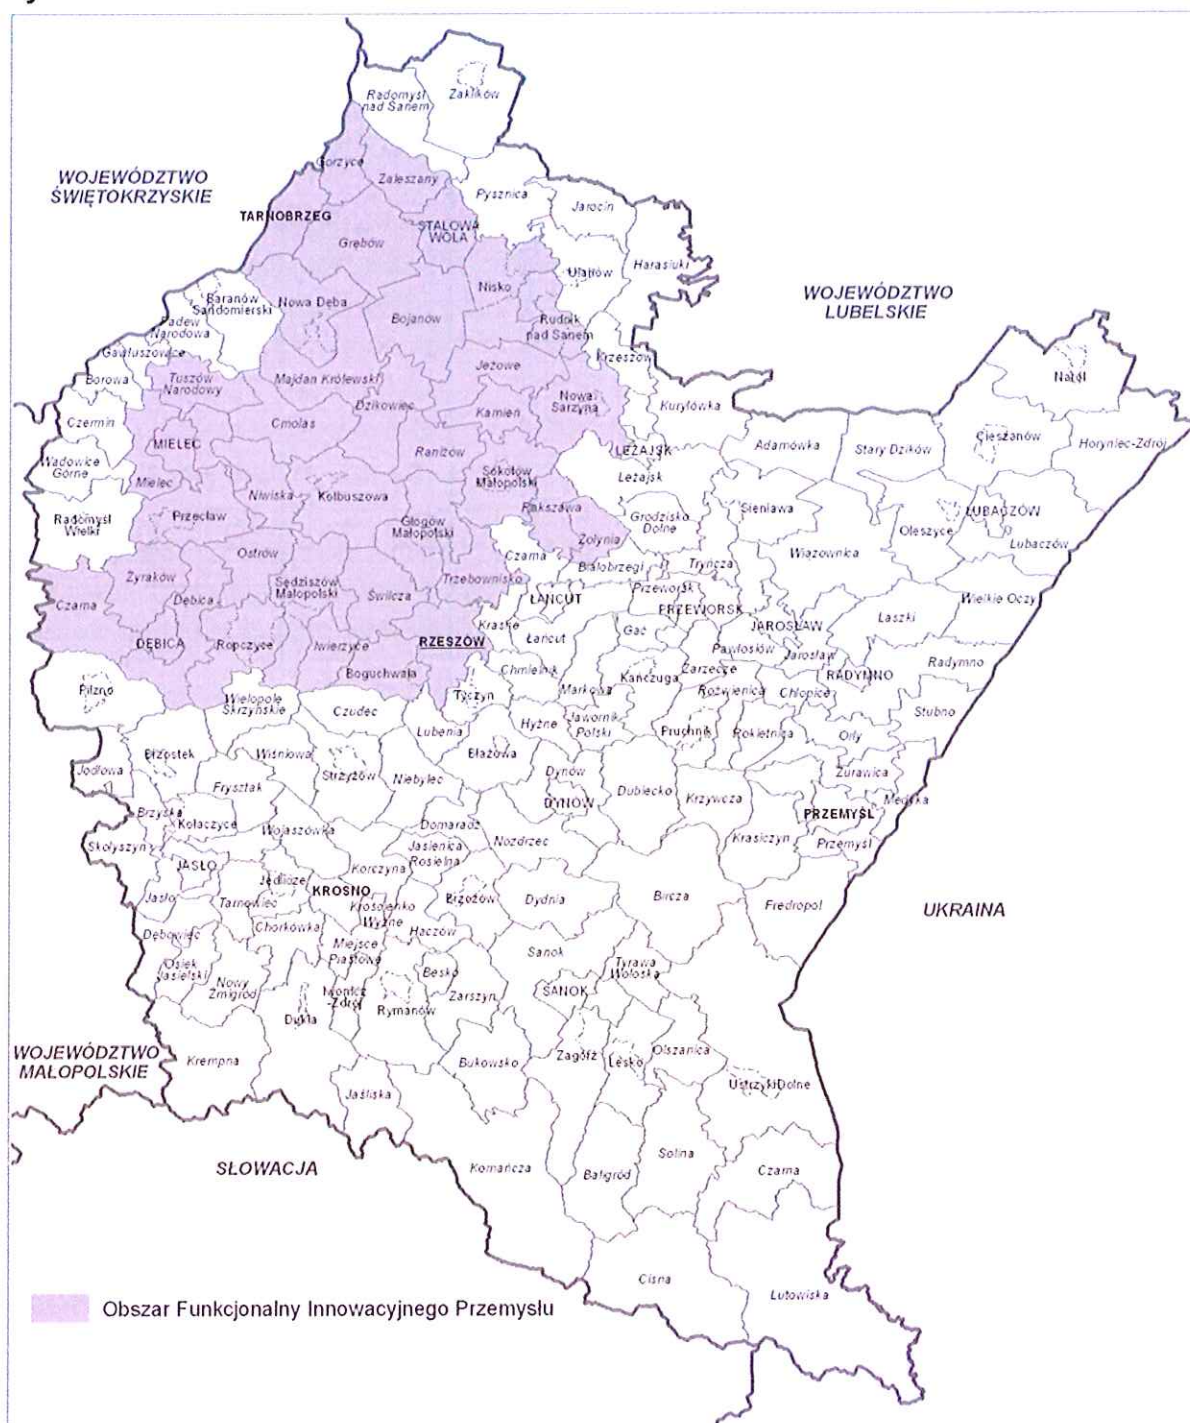 Radomyśl
nad Sanem
Zaklików
WOJEWÓDZTWO
ŚWIĘTOKRZYSKIE
Gorzyce
Zaleszany
Pysznica
Jarocin
TARNOBRZEG
STALOWA
WOLA
Grębów
Ulanów
Harasiuki
Nisko
WOJEWÓDZTWO
LUBELSKIE
Baranów
Sandomierski
Nowa Dęba
Bojanów
Rudnik
nad Sanem
Padew
Narodowa
Gawłuszowice
Krzeszów
Borowa
Tuszów
Narodowy
Majdan Królewski
Jeżowe
Narol
Dzikowiec
Kamień
Nowa
Sarzyna
Kuryłówka
Czermin
Cmolas
MIELEC
Raniżów
LEŻAJSK
Adamówka
Stary Dzików
Cieszanów
Horyniec-Zdrój
Wadowice
Górne
Mielec
Niwiska
Kolbuszowa
Sokołów
Małopolski
Leżajsk
Radomyśl
Wielki
Przecław
Głogów
Małopolski
Rakszawa
Żołynia
Grodzisko
Dolne
Sieniawa
Oleszyce
LUBACZÓW
Lubaczów
Ostrów
Czarna
Białobrzegi
Wiązownica
Żyraków
Czarna
Dębica
Sędziszów
Małopolski
Świlcza
Trzebownisko
Tryńcza
Przeworsk
ŁAŃCUT
PRZEWORSK
Wielkie Oczy
Krasne
Łańcut
Gać
JAROSŁAW
Laszki
DĘBICA
Ropczyce
Iwierzyce
RZESZÓW
Boguchwała
Chmielnik
Markowa
Kańczuga
Zarzecze
Pawłosiów
Jarosław
RADYMNO
Radymno
Pilzno
Wielopole
Skrzyńskie
Czudec
Tyczyn
Lubenia
Hyżne
Jawornik
Polski
Roźwienica
Chłopice
Stubno
Pruchnik
Rokietnica
Orły
Brzostek
Wiśniowa
Strzyżów
Niebylec
Błażowa
Dynów
DYNÓW
Dubiecko
Krzywcza
Żurawica
Medyka
Jodłowa
Frysztak
PRZEMYŚL
Brzyska
Kołaczyce
Wojaszówka
Domaradz
Nozdrzec
Krasiczyn
Przemyśl
Skołyszyn
Jasienica
Rosielna
JASŁO
Jedlicze
KROSNO
Korczyna
Jasło
Tarnowiec
Krościenko
Wyżne
Brzozów
Dydnia
Bircza
Fredropol
UKRAINA
Dębowiec
Chorkówka
Haczów
Osiek
Jasielski
Nowy
Żmigród
Miejsce
Piastowe
Besko
Sanok
Tyrawa
Wołoska
Iwonicz
-Zdrój
Dukla
Rymanów
Zarszyn
SANOK
WOJEWÓDZTWO
MAŁOPOLSKIE
Krempna
Bukowsko
Zagórz
Lesko
Olszanica
Ustrzyki Dolne
Jaśliska
SŁOWACJA
Komańcza
Baligród
Solina
Czarna
Cisna
Lutowiska
Obszar Funkcjonalny Innowacyjnego Przemysłu